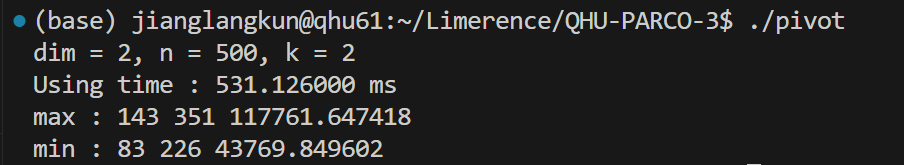 (base) jianglangkun@qhu61:~/Limerence/QHU-PARCO-3$ ./pivot
dim = 2, n = 500, k = 2
Using time : 531.126000 ms
max : 143 351 117761.647418
min : 83 226 43769.849602